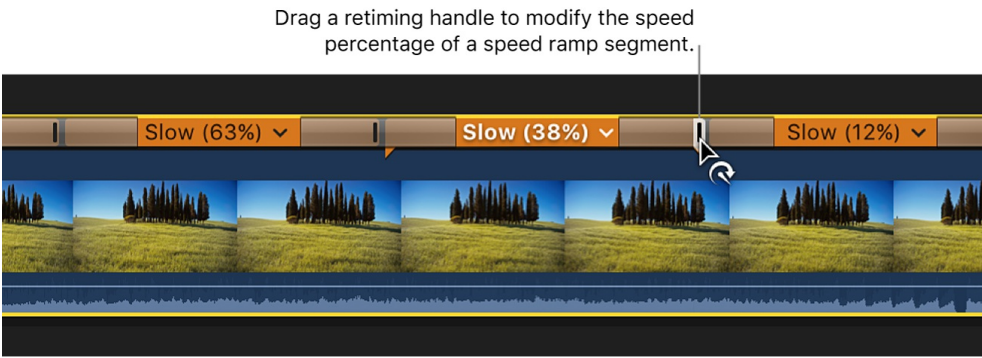 Drag a retiming handle to modify the speed
percentage of a speed ramp segment.
Slow (63%) Slow (38%) Slow (12%)